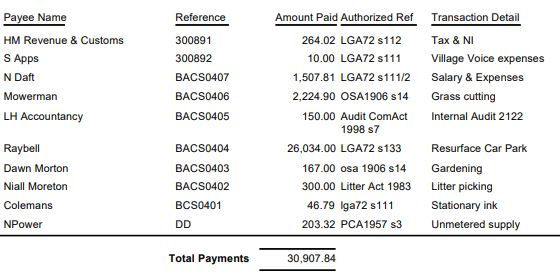 Payee Name Reference Amount Paid Authorized Ref Transaction Detail
HM Revenue & Customs 300891 264.02 LGA72 s112 Tax & NI
S Apps 300892 10.00 LGA72 s111 Village Voice expenses
N Daft BACS0407 1,507.81 LGA72 s111/2 Salary & Expenses
Mowerman BACS0406 2,224.90 OSA1906 s14 Grass cutting
LH Accountancy BACS0405 150.00 Audit ComAct 1998 s7 Internal Audit 2122
Raybell BACS0404 26,034.00 LGA72 s133 Resurface Car Park
Dawn Morton BACS0403 167.00 osa 1906 s14 Gardening
Niall Moreton BACS0402 300.00 Litter Act 1983 Litter picking
Colemans BCS0401 46.79 lga72 s111 Stationary ink
NPower DD 203.32 PCA1957 s3 Unmetered supply
Total Payments 30,907.84